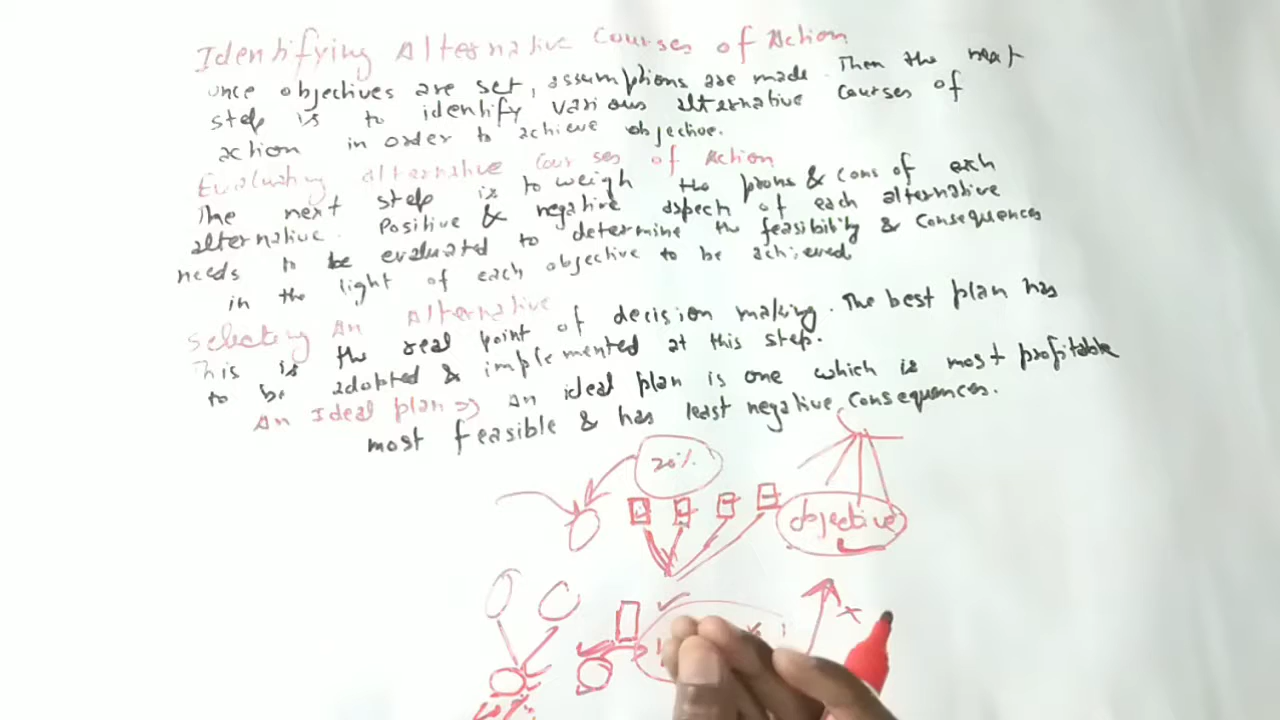 Identifying Alternative Courses of Action
once objectives are set, assumptions are made. Then the next
step is to identify various alternative courses of
action in order to achieve objective.
Evaluating alternative Courses of Action
The next step is to weigh the prons & cons of each
alternative. Positive & negative aspect of each alternative
needs to be evaluated to determine the feasibility & consequences
in the light of each objective to be achieved
Selecting An Alternative
This is the real point of decision making. The best plan has
to be adopted & implemented at this step.
An Ideal plan => An ideal plan is one which is most profitable
most feasible & has least negative consequences.
20%
objective